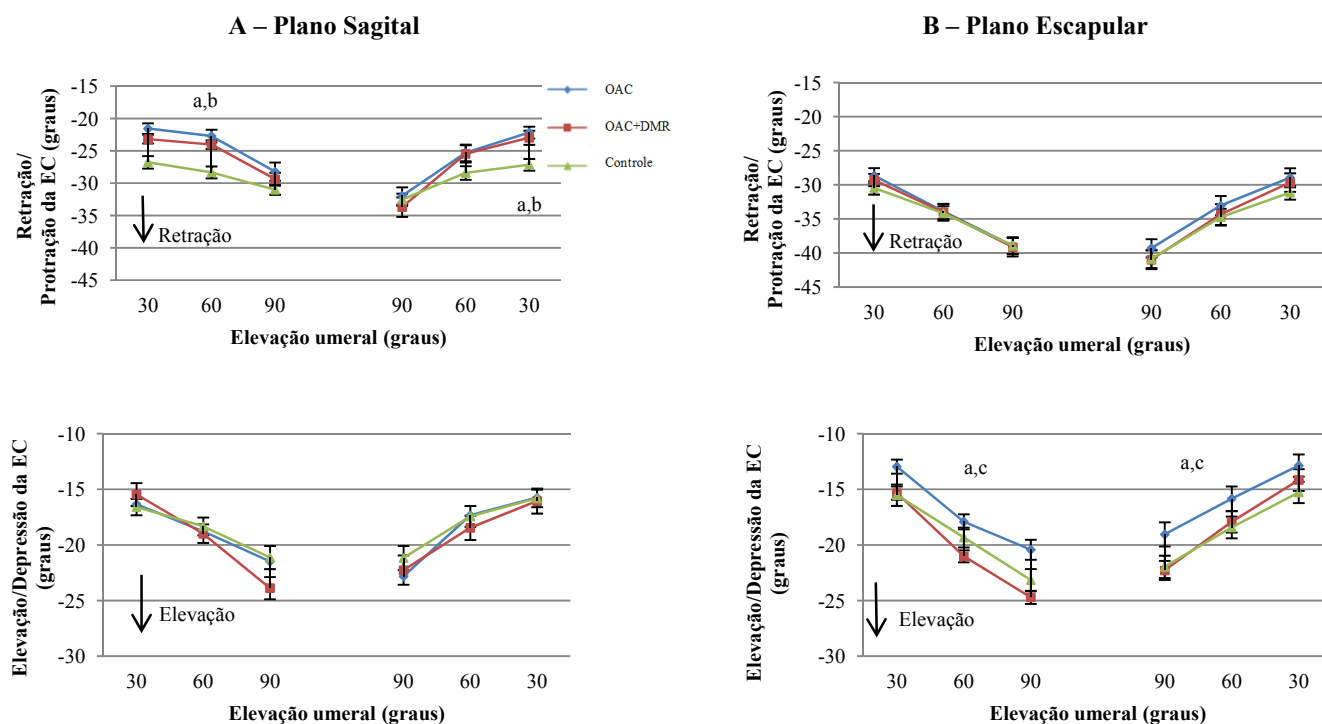 A – Plano Sagital
B – Plano Escapular
Retração/
Protração da EC (graus)
-15
-20
-25
-30
-35
-40
-45
a,b
a,b
Retração
OAC
OAC+DMR
Controle
30 60 90 90 60 30
Elevação umeral (graus)
Retração/
Protração da EC (graus)
-15
-20
-25
-30
-35
-40
-45
Retração
30 60 90 90 60 30
Elevação umeral (graus)
Elevação/Depressão da EC
(graus)
-10
-15
-20
-25
-30
Elevação
30 60 90 90 60 30
Elevação umeral (graus)
Elevação/Depressão da EC
(graus)
-10
-15
-20
-25
-30
a,c
a,c
Elevação
30 60 90 90 60 30
Elevação umeral (graus)